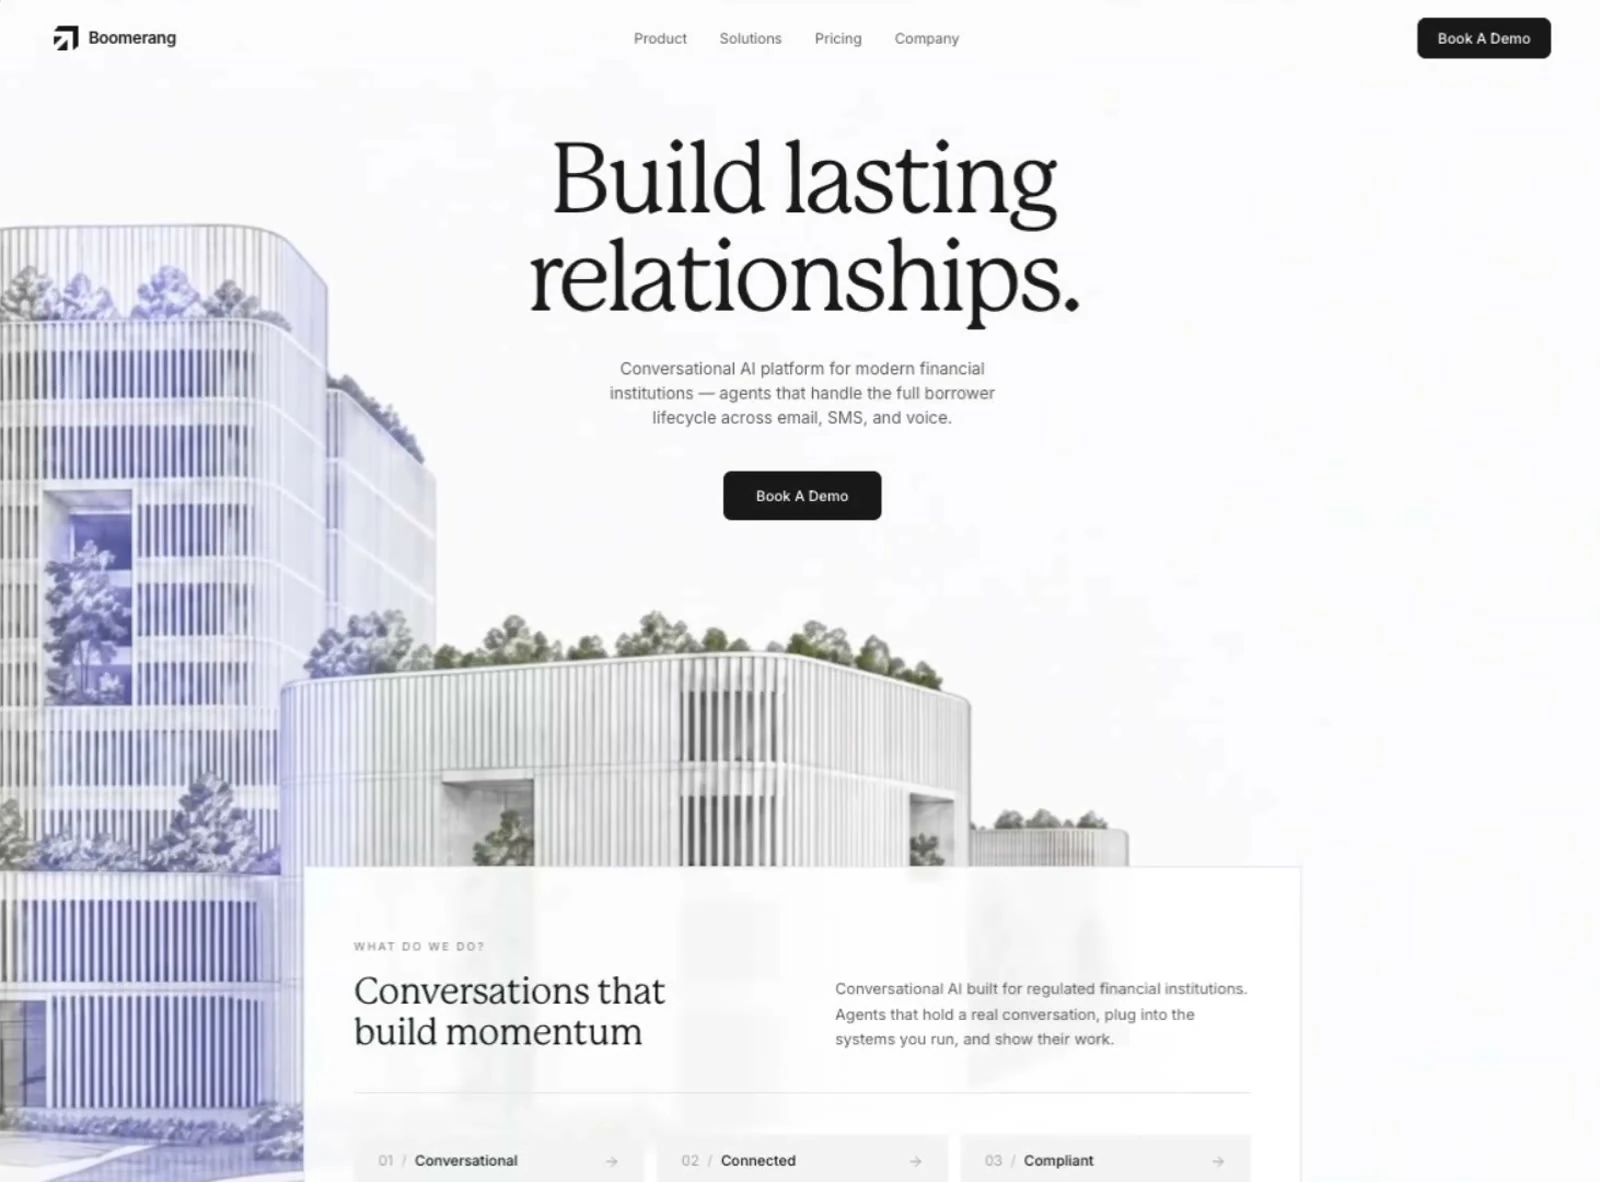 Boomerang
Product
Solutions
Pricing
Company
Book A Demo
Build lasting
relationships.
Conversational AI platform for modern financial
institutions — agents that handle the full borrower
lifecycle across email, SMS, and voice.
Book A Demo
WHAT DO WE DO?
Conversations that
build momentum
Conversational AI built for regulated financial institutions.
Agents that hold a real conversation, plug into the
systems you run, and show their work.
01 / Conversational →
02 / Connected →
03 / Compliant →